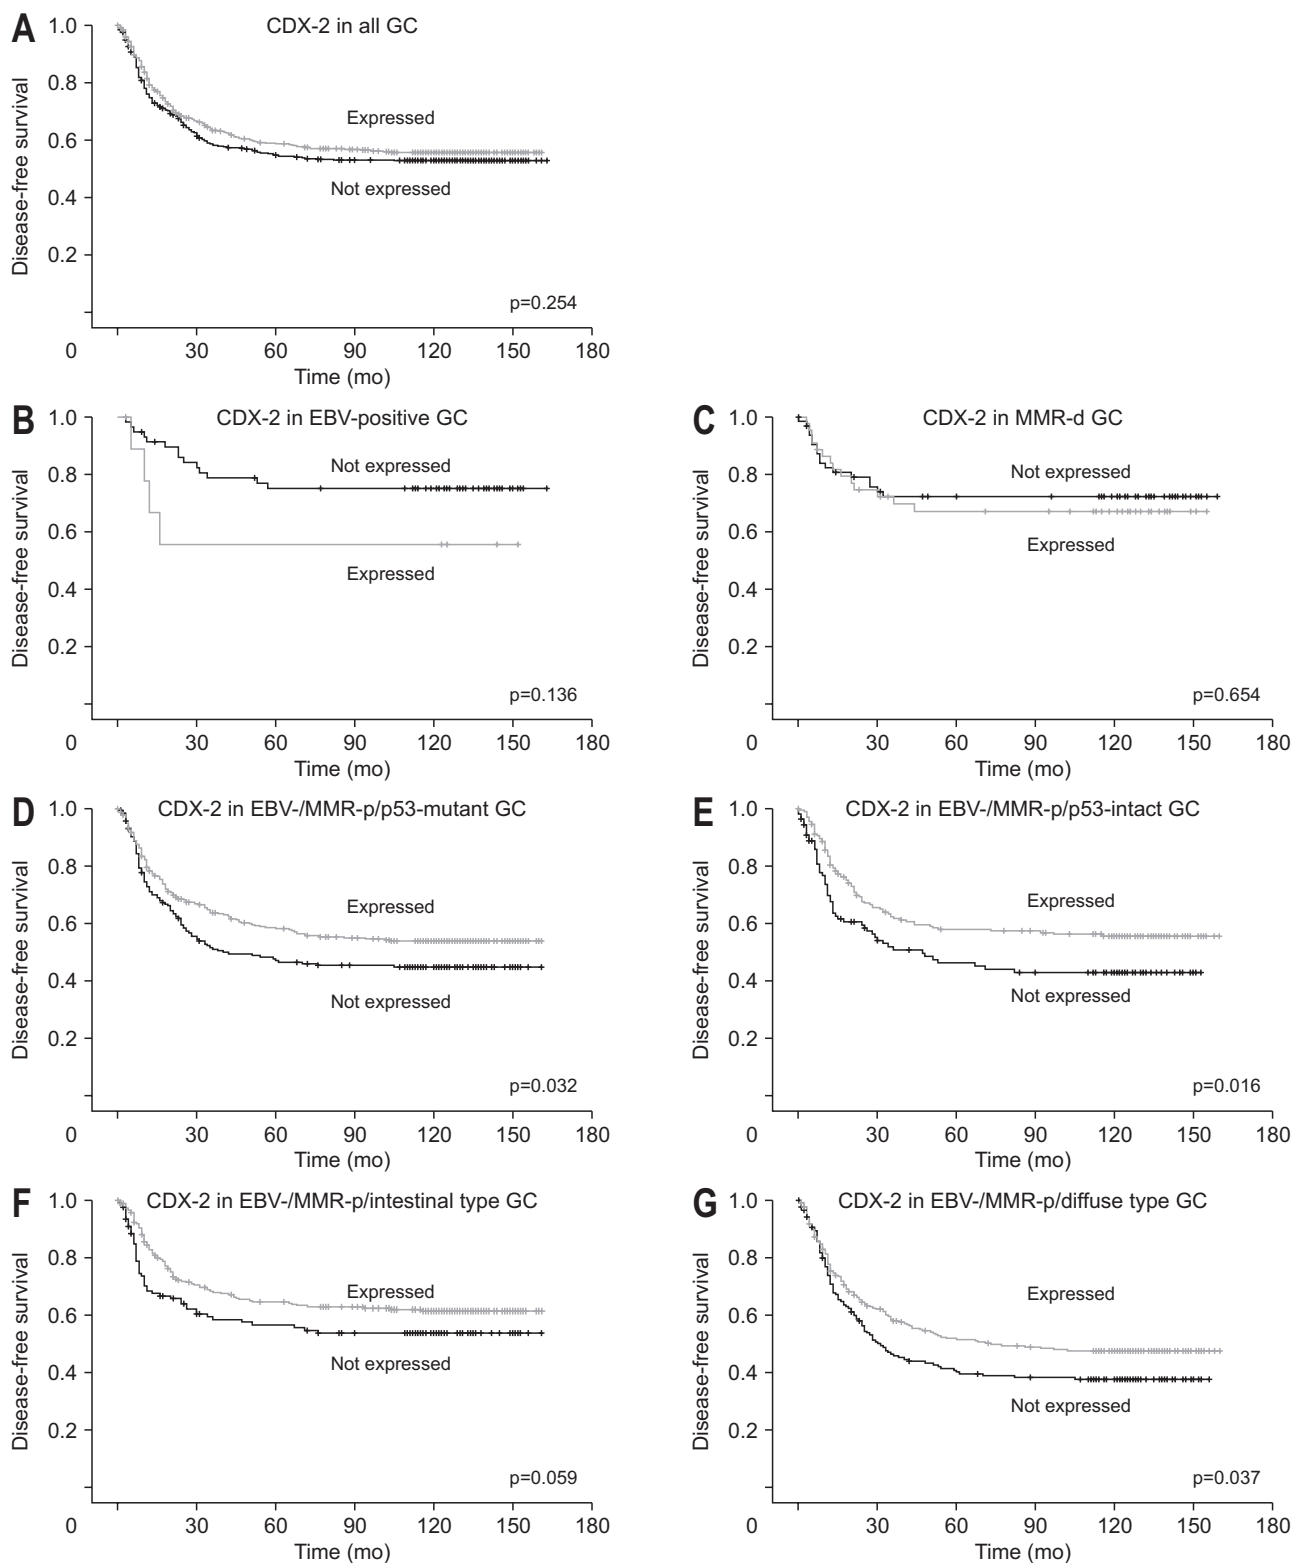 A
CDX-2 in all GC
Disease-free survival
1.0
0.8
0.6
0.4
0.2
Expressed
Not expressed
p=0.254
0 30 60 90 120 150 180
Time (mo)
B
CDX-2 in EBV-positive GC
Disease-free survival
1.0
0.8
0.6
0.4
0.2
Not expressed
Expressed
p=0.136
0 30 60 90 120 150 180
Time (mo)
C
CDX-2 in MMR-d GC
Disease-free survival
1.0
0.8
0.6
0.4
0.2
Not expressed
Expressed
p=0.654
0 30 60 90 120 150 180
Time (mo)
D
CDX-2 in EBV-/MMR-p/p53-mutant GC
Disease-free survival
1.0
0.8
0.6
0.4
0.2
Expressed
Not expressed
p=0.032
0 30 60 90 120 150 180
Time (mo)
E
CDX-2 in EBV-/MMR-p/p53-intact GC
Disease-free survival
1.0
0.8
0.6
0.4
0.2
Expressed
Not expressed
p=0.016
0 30 60 90 120 150 180
Time (mo)
F
CDX-2 in EBV-/MMR-p/intestinal type GC
Disease-free survival
1.0
0.8
0.6
0.4
0.2
Expressed
Not expressed
p=0.059
0 30 60 90 120 150 180
Time (mo)
G
CDX-2 in EBV-/MMR-p/diffuse type GC
Disease-free survival
1.0
0.8
0.6
0.4
0.2
Expressed
Not expressed
p=0.037
0 30 60 90 120 150 180
Time (mo)